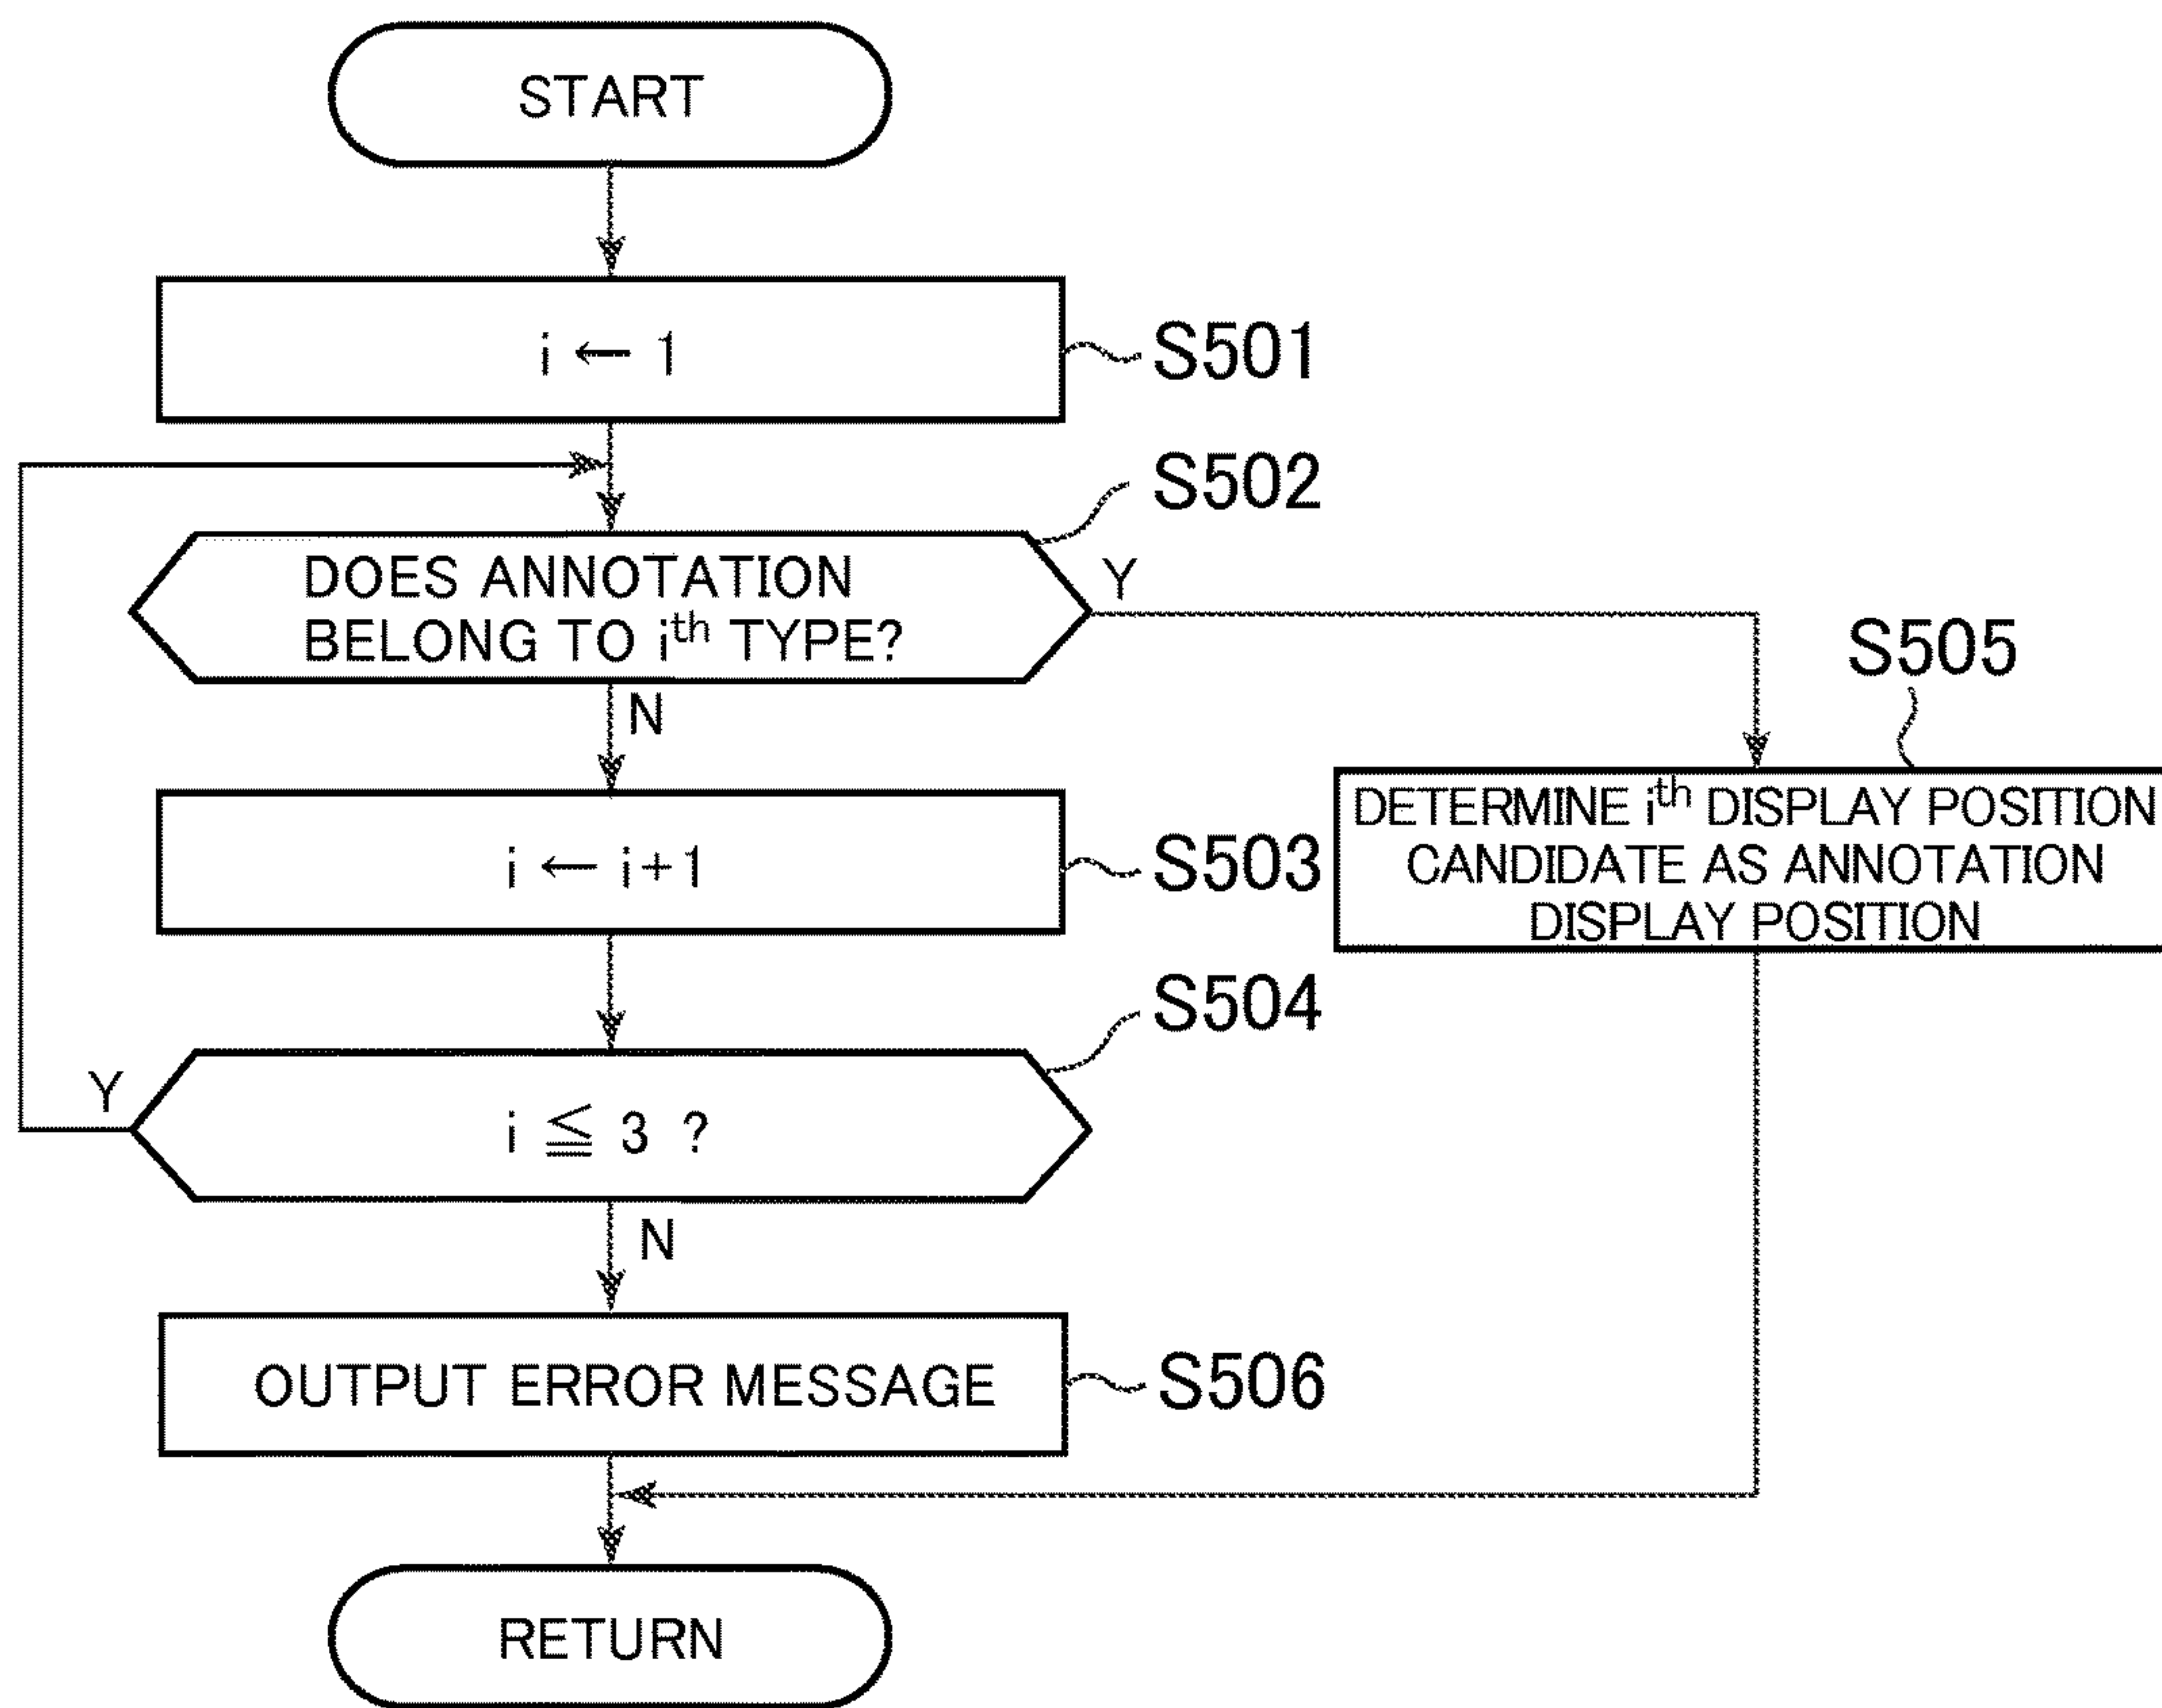 START
i ← 1
S501
S502
DOES ANNOTATION
BELONG TO iᵗʰ TYPE?
Y
N
S505
DETERMINE iᵗʰ DISPLAY POSITION
CANDIDATE AS ANNOTATION
DISPLAY POSITION
i ← i+1
S503
S504
Y
i ≦ 3 ?
N
OUTPUT ERROR MESSAGE
S506
RETURN